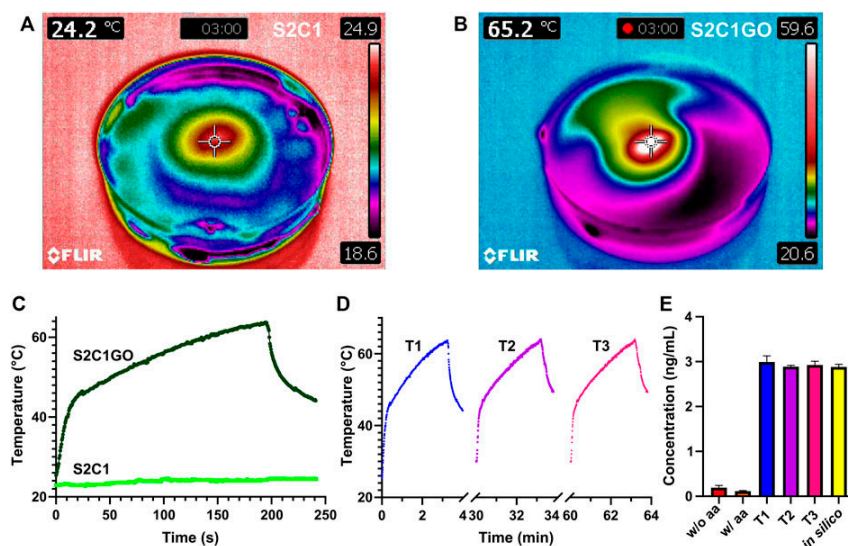 A
24.2 °C
03:00
S2C1
24.9
18.6
FLIR
B
65.2 °C
03:00
S2C1GO
59.6
20.6
FLIR
C
Temperature (°C)
60
40
20
S2C1GO
S2C1
0 50 100 150 200 250
Time (s)
D
Temperature (°C)
60
40
20
T1 T2 T3
0 2 4 30 32 34 60 62 64
Time (min)
E
Concentration (ng/mL)
4
3
2
1
0
w/o aa
w/ aa
T1
T2
T3
in silico